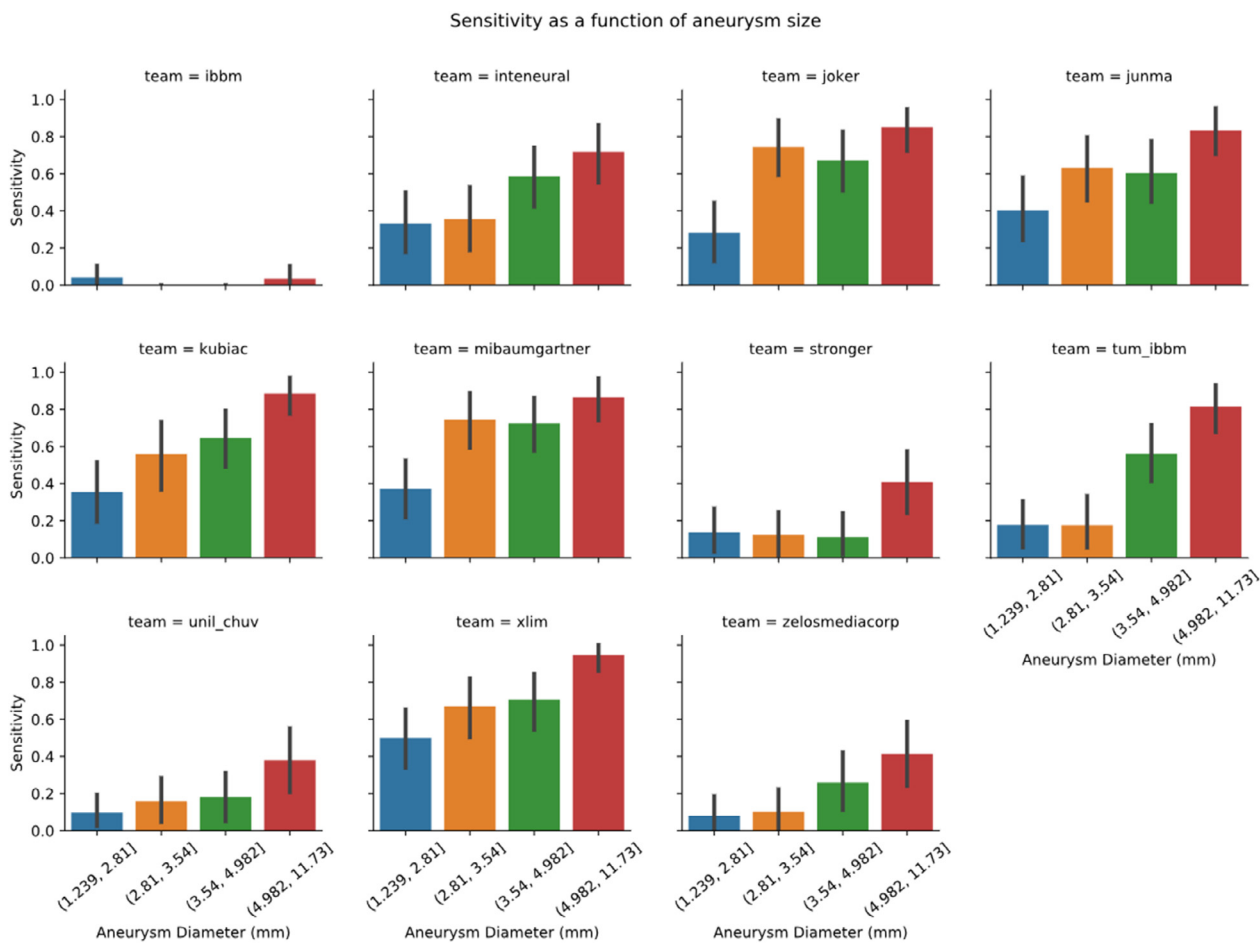 Sensitivity as a function of aneurysm size
team = ibbm
team = inteneural
team = joker
team = junma
1.0
0.8
0.6
0.4
0.2
0.0
Sensitivity
team = kubiac
team = mibaumgartner
team = stronger
team = tum_ibbm
1.0
0.8
0.6
0.4
0.2
0.0
Sensitivity
(1.239, 2.81]
(2.81, 3.54]
(3.54, 4.982]
(4.982, 11.73]
Aneurysm Diameter (mm)
team = unil_chuv
team = xlim
team = zelosmediacorp
1.0
0.8
0.6
0.4
0.2
0.0
Sensitivity
(1.239, 2.81]
(2.81, 3.54]
(3.54, 4.982]
(4.982, 11.73]
(1.239, 2.81]
(2.81, 3.54]
(3.54, 4.982]
(4.982, 11.73]
(1.239, 2.81]
(2.81, 3.54]
(3.54, 4.982]
(4.982, 11.73]
Aneurysm Diameter (mm)
Aneurysm Diameter (mm)
Aneurysm Diameter (mm)